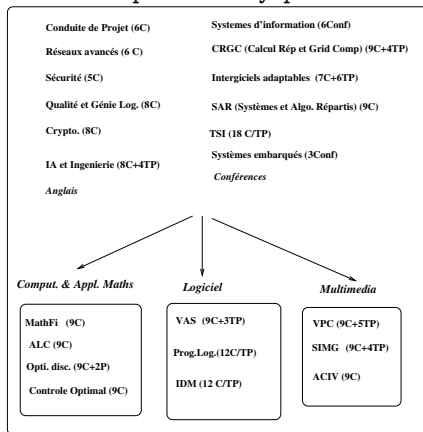 Conduite de Projet (6C)
Réseaux avancés (6 C)
Sécurité (5C)
Qualité et Génie Log. (8C)
Crypto. (8C)
IA et Ingenierie (8C+4TP)
Anglais
Systemes d'information (6Conf)
CRGC (Calcul Rép et Grid Comp) (9C+4TP)
Intergiciels adaptables (7C+6TP)
SAR (Systèmes et Algo. Répartis) (9C)
TSI (18 C/TP)
Systèmes embarqués (3Conf)
Conférences
Comput. & Appl. Maths
MathFi (9C)
ALC (9C)
Opti. disc. (9C+2P)
Controle Optimal (9C)
Logiciel
VAS (9C+3TP)
Prog.Log.(12C/TP)
IDM (12 C/TP)
Multimedia
VPC (9C+5TP)
SIMG (9C+4TP)
ACIV (9C)